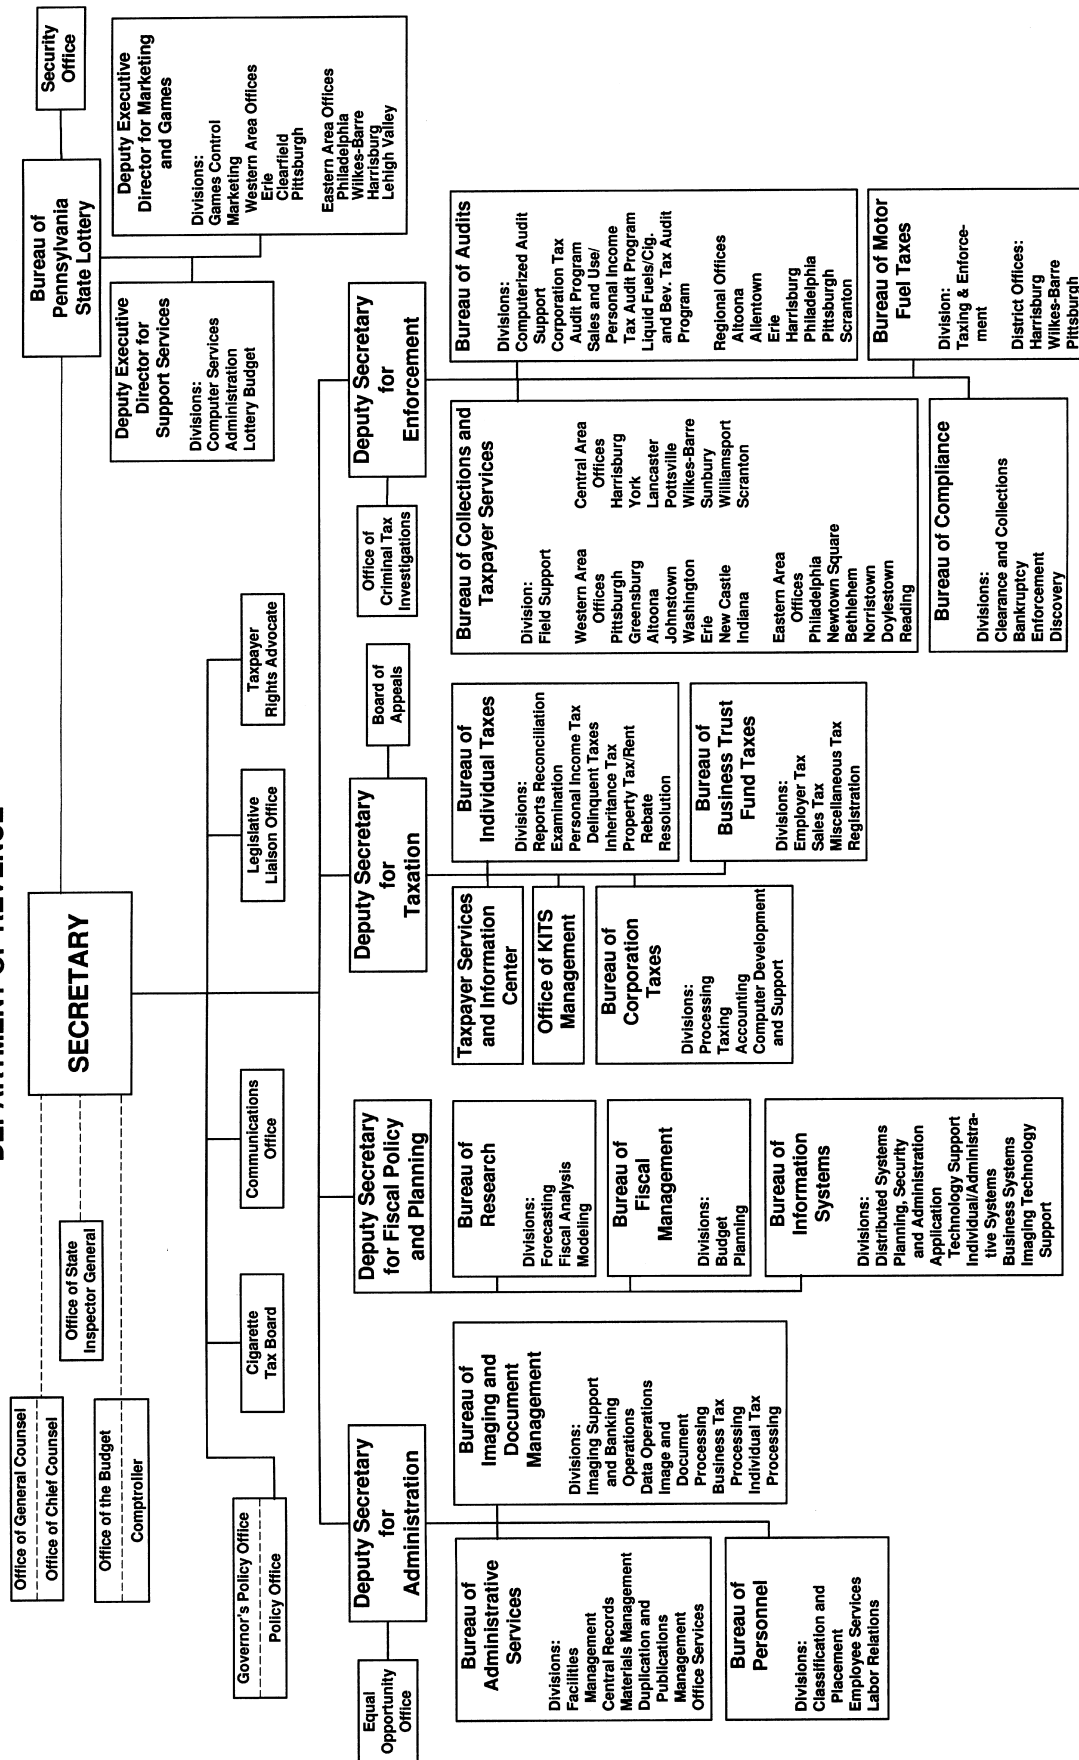 DEPARTMENT OF REVENUE
SECRETARY
Office of General Counsel
Office of Chief Counsel
Office of State
Inspector General
Office of the Budget
Comptroller
Bureau of
Pennsylvania
State Lottery
Security
Office
Deputy Executive
Director for
Support Services
Divisions:
Computer Services
Administration
Lottery Budget
Deputy Executive
Director for Marketing
and Games
Divisions:
Games Control
Marketing
Western Area Offices
Erie
Clearfield
Pittsburgh
Eastern Area Offices
Philadelphia
Wilkes-Barre
Harrisburg
Lehigh Valley
Governor's Policy Office
Policy Office
Cigarette
Tax Board
Communications
Office
Legislative
Liaison Office
Taxpayer
Rights Advocate
Equal
Opportunity
Office
Deputy Secretary
for
Administration
Bureau of
Administrative
Services
Divisions:
Facilities
Management
Central Records
Materials Management
Duplication and
Publications
Management
Office Services
Bureau of
Imaging and
Document
Management
Divisions:
Imaging Support
and Banking
Operations
Data Operations
Image and
Document
Processing
Business Tax
Processing
Individual Tax
Processing
Bureau of
Personnel
Divisions:
Classification and
Placement
Employee Services
Labor Relations
Deputy Secretary
for Fiscal Policy
and Planning
Bureau of
Research
Divisions:
Forecasting
Fiscal Analysis
Modeling
Bureau of
Fiscal
Management
Divisions:
Budget
Planning
Bureau of
Information
Systems
Divisions:
Distributed Systems
Planning, Security
and Administration
Application
Technology Support
Individual/Administra-
tive Systems
Business Systems
Imaging Technology
Support
Deputy Secretary
for
Taxation
Board of
Appeals
Taxpayer Services
and Information
Center
Office of KITS
Management
Bureau of
Corporation
Taxes
Divisions:
Processing
Taxing
Accounting
Computer Development
and Support
Bureau of
Individual Taxes
Divisions:
Reports Reconciliation
Examination
Personal Income Tax
Delinquent Taxes
Inheritance Tax
Property Tax/Rent
Rebate
Resolution
Bureau of
Business Trust
Fund Taxes
Divisions:
Employer Tax
Sales Tax
Miscellaneous Tax
Registration
Office of
Criminal Tax
Investigations
Deputy Secretary
for
Enforcement
Bureau of Collections and
Taxpayer Services
Division:
Field Support
Western Area
Offices
Pittsburgh
Greensburg
Altoona
Johnstown
Washington
Erie
New Castle
Indiana
Eastern Area
Offices
Philadelphia
Newtown Square
Bethlehem
Norristown
Doylestown
Reading
Central Area
Offices
Harrisburg
York
Lancaster
Pottsville
Wilkes-Barre
Sunbury
Williamsport
Scranton
Bureau of Audits
Divisions:
Computerized Audit
Support
Corporation Tax
Audit Program
Sales and Use/
Personal Income
Tax Audit Program
Liquid Fuels/Cig.
and Bev. Tax Audit
Program
Regional Offices
Altoona
Allentown
Erie
Harrisburg
Philadelphia
Pittsburgh
Scranton
Bureau of Compliance
Divisions:
Clearance and Collections
Bankruptcy
Enforcement
Discovery
Bureau of Motor
Fuel Taxes
Division:
Taxing & Enforce-
ment
District Offices:
Harrisburg
Wilkes-Barre
Pittsburgh